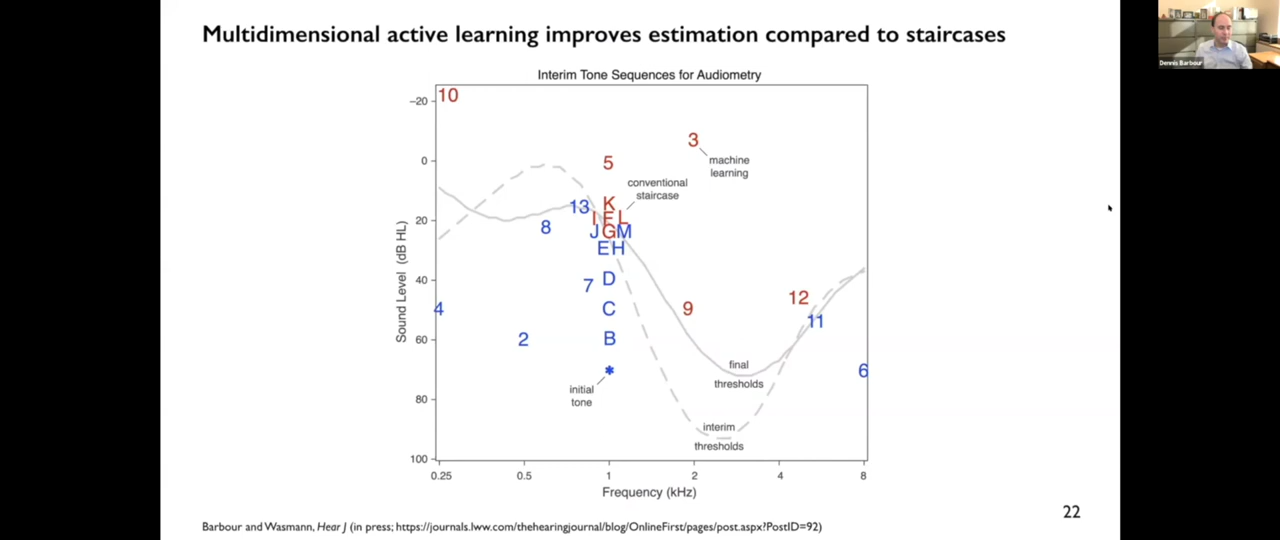 Multidimensional active learning improves estimation compared to staircases
Dennis Barbour
Interim Tone Sequences for Audiometry
-20
0
20
40
60
80
100
Sound Level (dB HL)
10
3
machine
learning
5
conventional
staircase
K
13
I F L
8
J G M
E H
D
7
4
C
9
12
11
2
B
*
6
initial
tone
final
thresholds
interim
thresholds
0.25
0.5
1
2
4
8
Frequency (kHz)
22
Barbour and Wasmann, Hear J (in press; https://journals.lww.com/thehearingjournal/blog/OnlineFirst/pages/post.aspx?PostID=92)